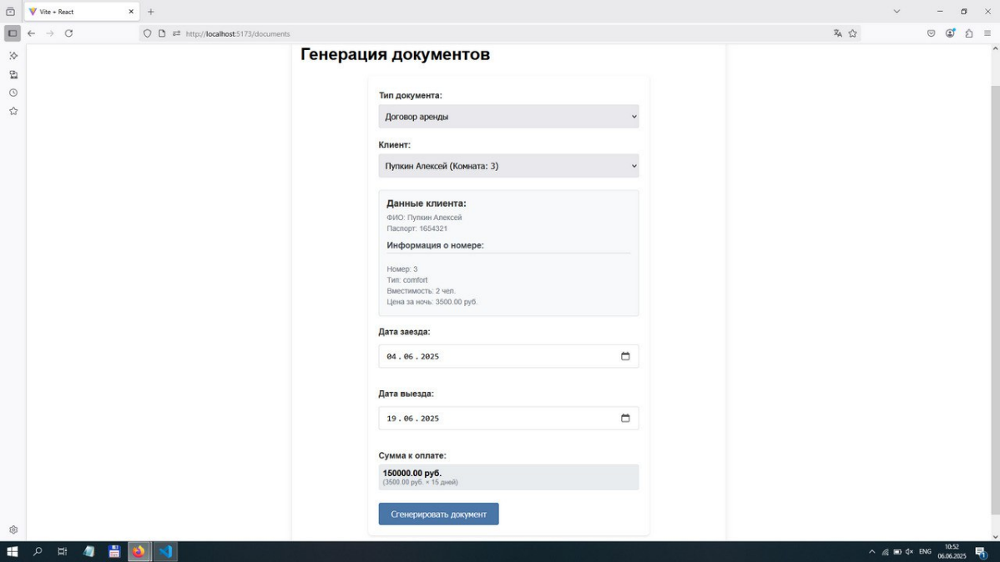 Vite + React
http://localhost:5173/documents
Генерация документов
Тип документа:
Договор аренды
Клиент:
Пупкин Алексей (Комната: 3)
Данные клиента:
ФИО: Пупкин Алексей
Паспорт: 1654321
Информация о номере:
Номер: 3
Тип: comfort
Вместимость: 2 чел.
Цена за ночь: 3500.00 руб.
Дата заезда:
04.06.2025
Дата выезда:
19.06.2025
Сумма к оплате:
150000.00 руб.
(3500.00 руб. × 15 дней)
Сгенерировать документ
ENG
10:52
06.06.2025
1